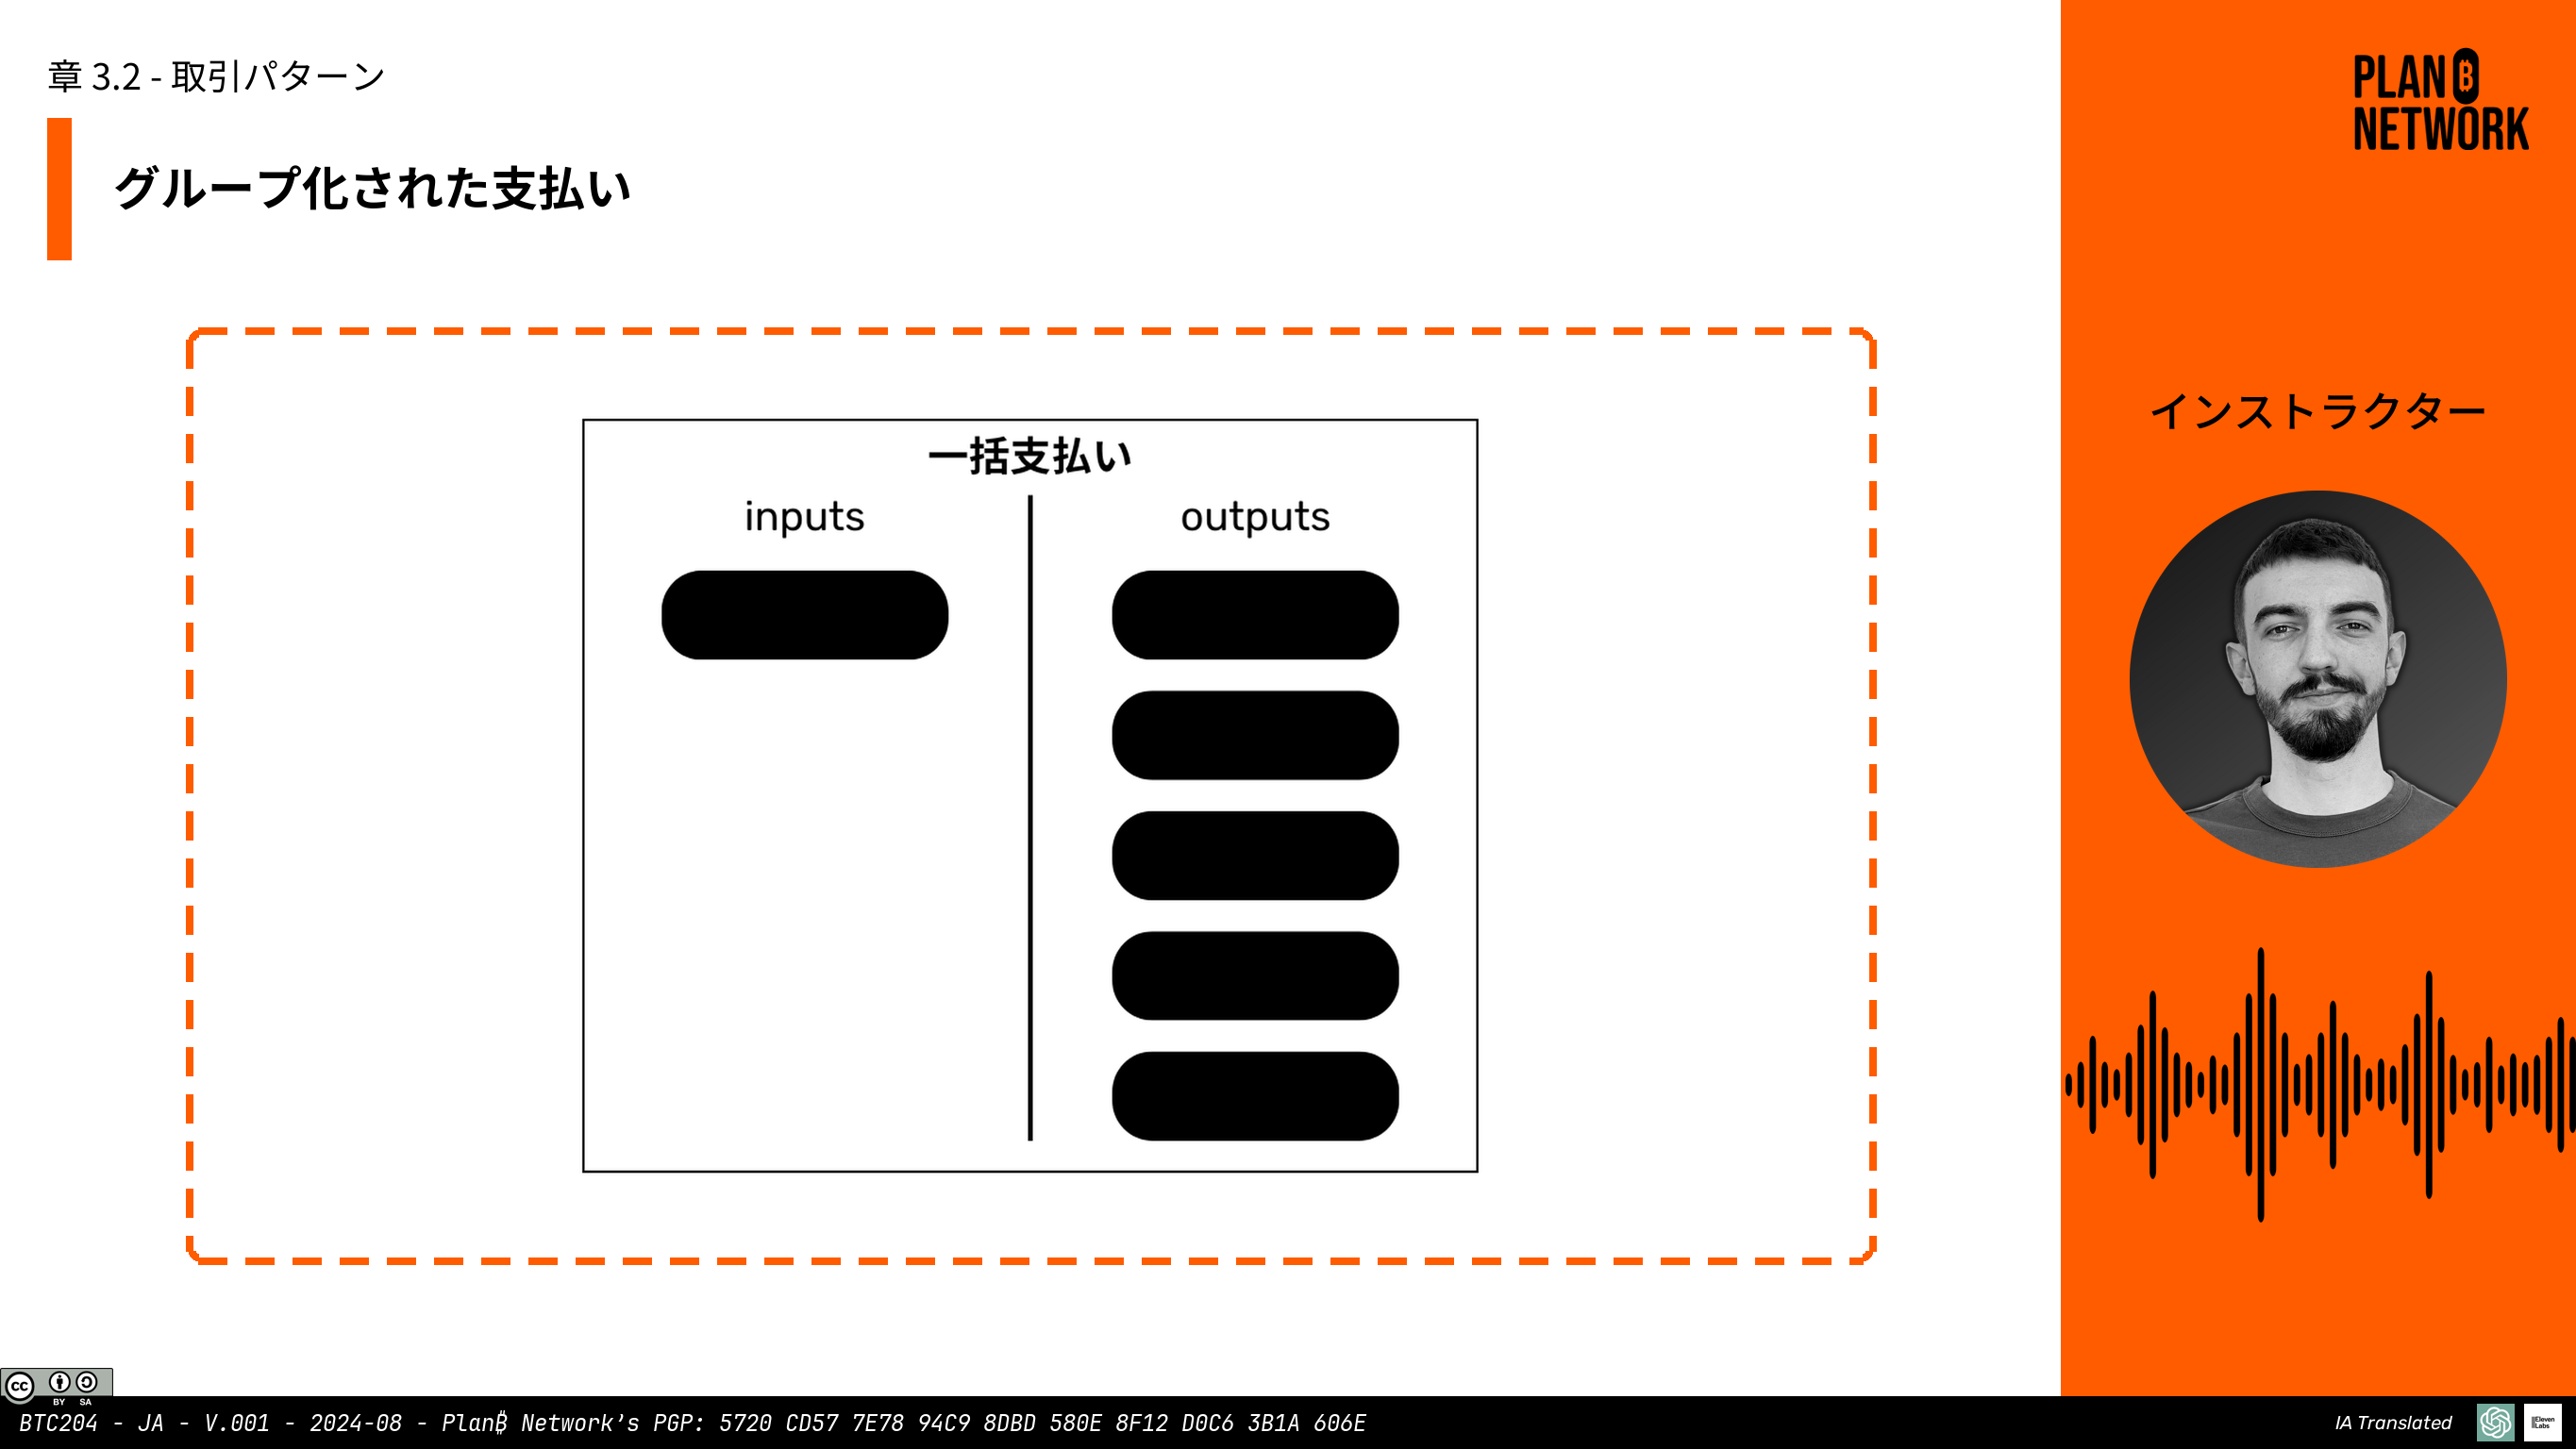 章 3.2 - 取引パターン
グループ化された支払い
PLAN ₿
NETWORK
インストラクター
一括支払い
inputs
outputs
cc
BY SA
BTC204 - JA - V.001 - 2024-08 - Plan₿ Network’s PGP: 5720 CD57 7E78 94C9 8DBD 580E 8F12 D0C6 3B1A 606E
IA Translated
ElevenLabs